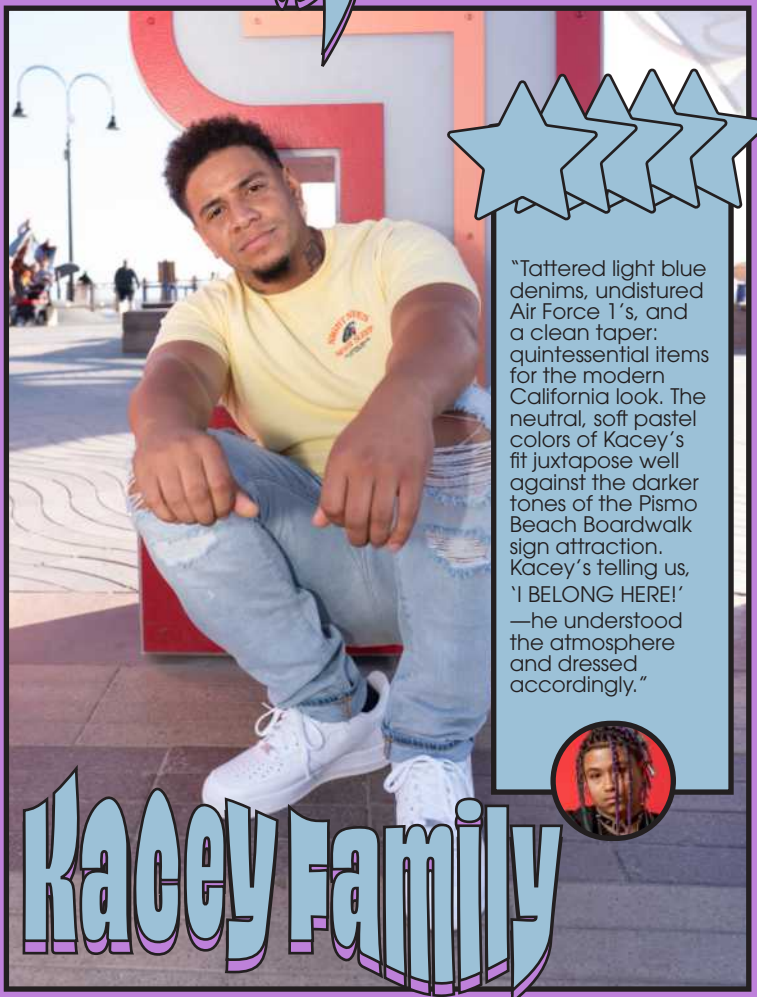 “Tattered light blue
denims, undistured
Air Force 1’s, and
a clean taper:
quintessential items
for the modern
California look. The
neutral, soft pastel
colors of Kacey’s
fit juxtapose well
against the darker
tones of the Pismo
Beach Boardwalk
sign attraction.
Kacey’s telling us,
‘I BELONG HERE!’
—he understood
the atmosphere
and dressed
accordingly.”
Kacey Family